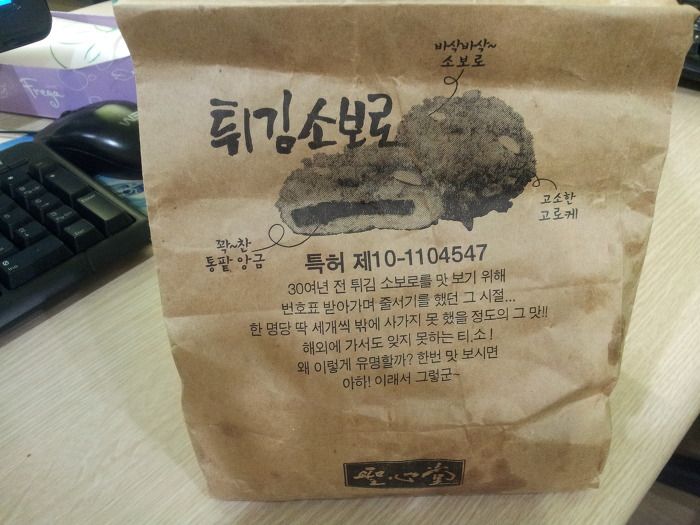 Frega
바삭바삭~
소보로
튀김소보로
고소한
고로케
꽉~찬
통팥 앙금
특허 제10-1104547
30여년 전 튀김 소보로를 맛 보기 위해
번호표 받아가며 줄서기를 했던 그 시절...
한 명당 딱 세개씩 밖에 사가지 못 했을 정도의 그 맛!!
해외에 가서도 잊지 못하는 티.소 !
왜 이렇게 유명할까? 한번 맛 보시면
아하! 이래서 그렇군~
聖心堂